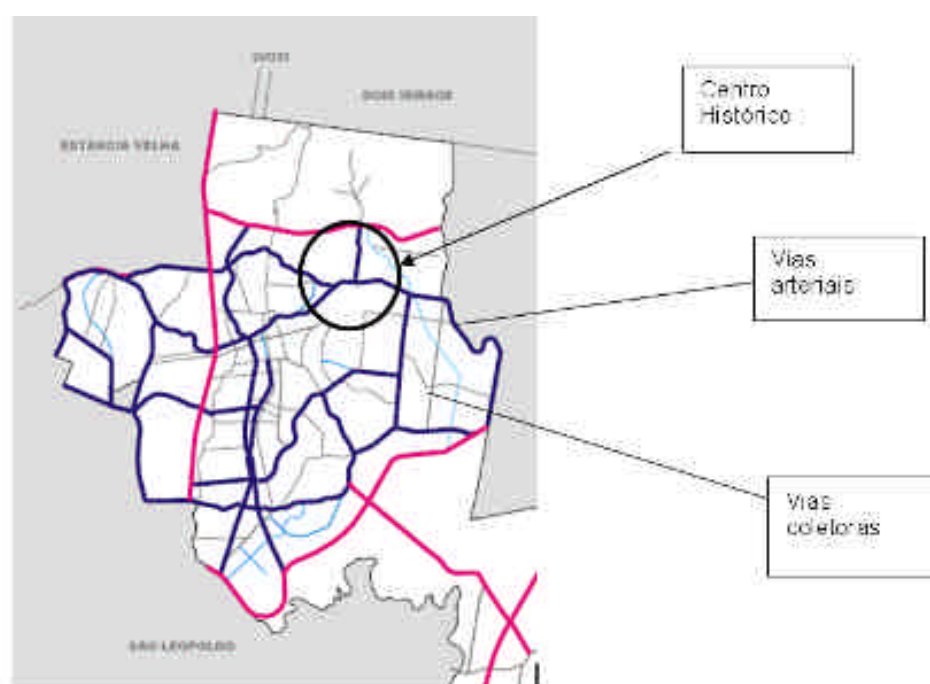 IVOTI
DOIS IRMÃOS
ESTÂNCIA VELHA
Centro
Histórico
Vias
arteriais
Vias
coletoras
SÃO LEOPOLDO